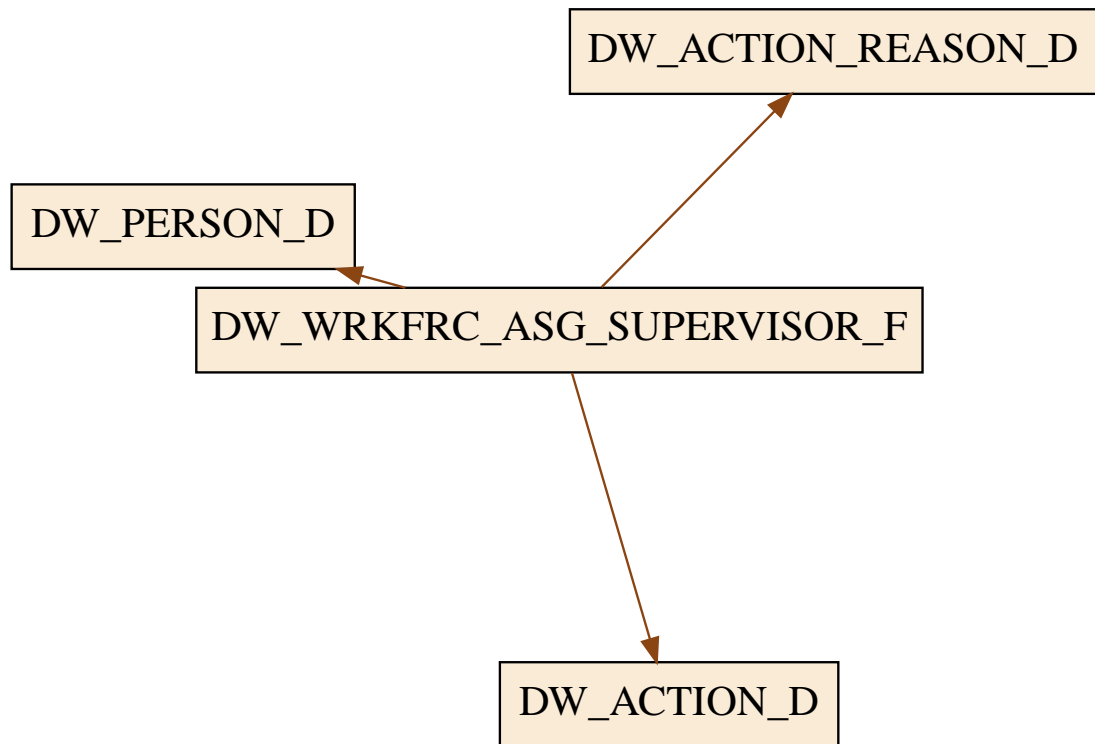 DW_ACTION_REASON_D
DW_PERSON_D
DW_WRKFRC_ASG_SUPERVISOR_F
DW_ACTION_D